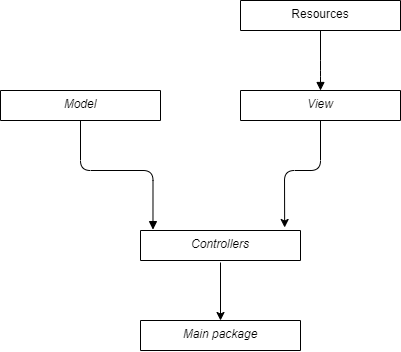 Resources
Model
View
Controllers
Main package